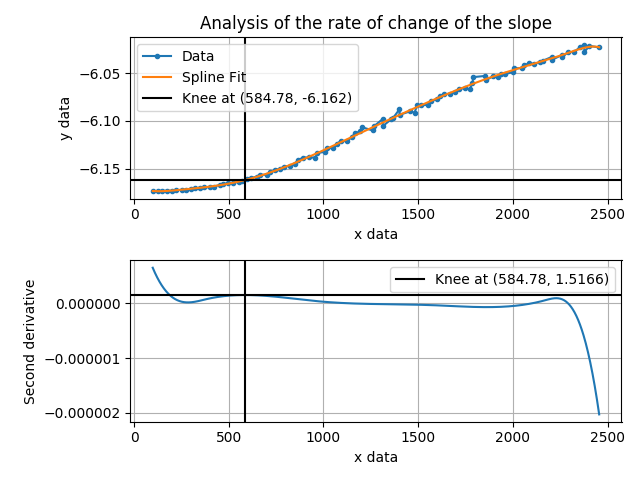 Analysis of the rate of change of the slope
Data
Spline Fit
Knee at (584.78, -6.162)
−6.05
−6.10
−6.15
y data
0 500 1000 1500 2000 2500
x data
Knee at (584.78, 1.5166)
0.000000
−0.000001
−0.000002
Second derivative
0 500 1000 1500 2000 2500
x data